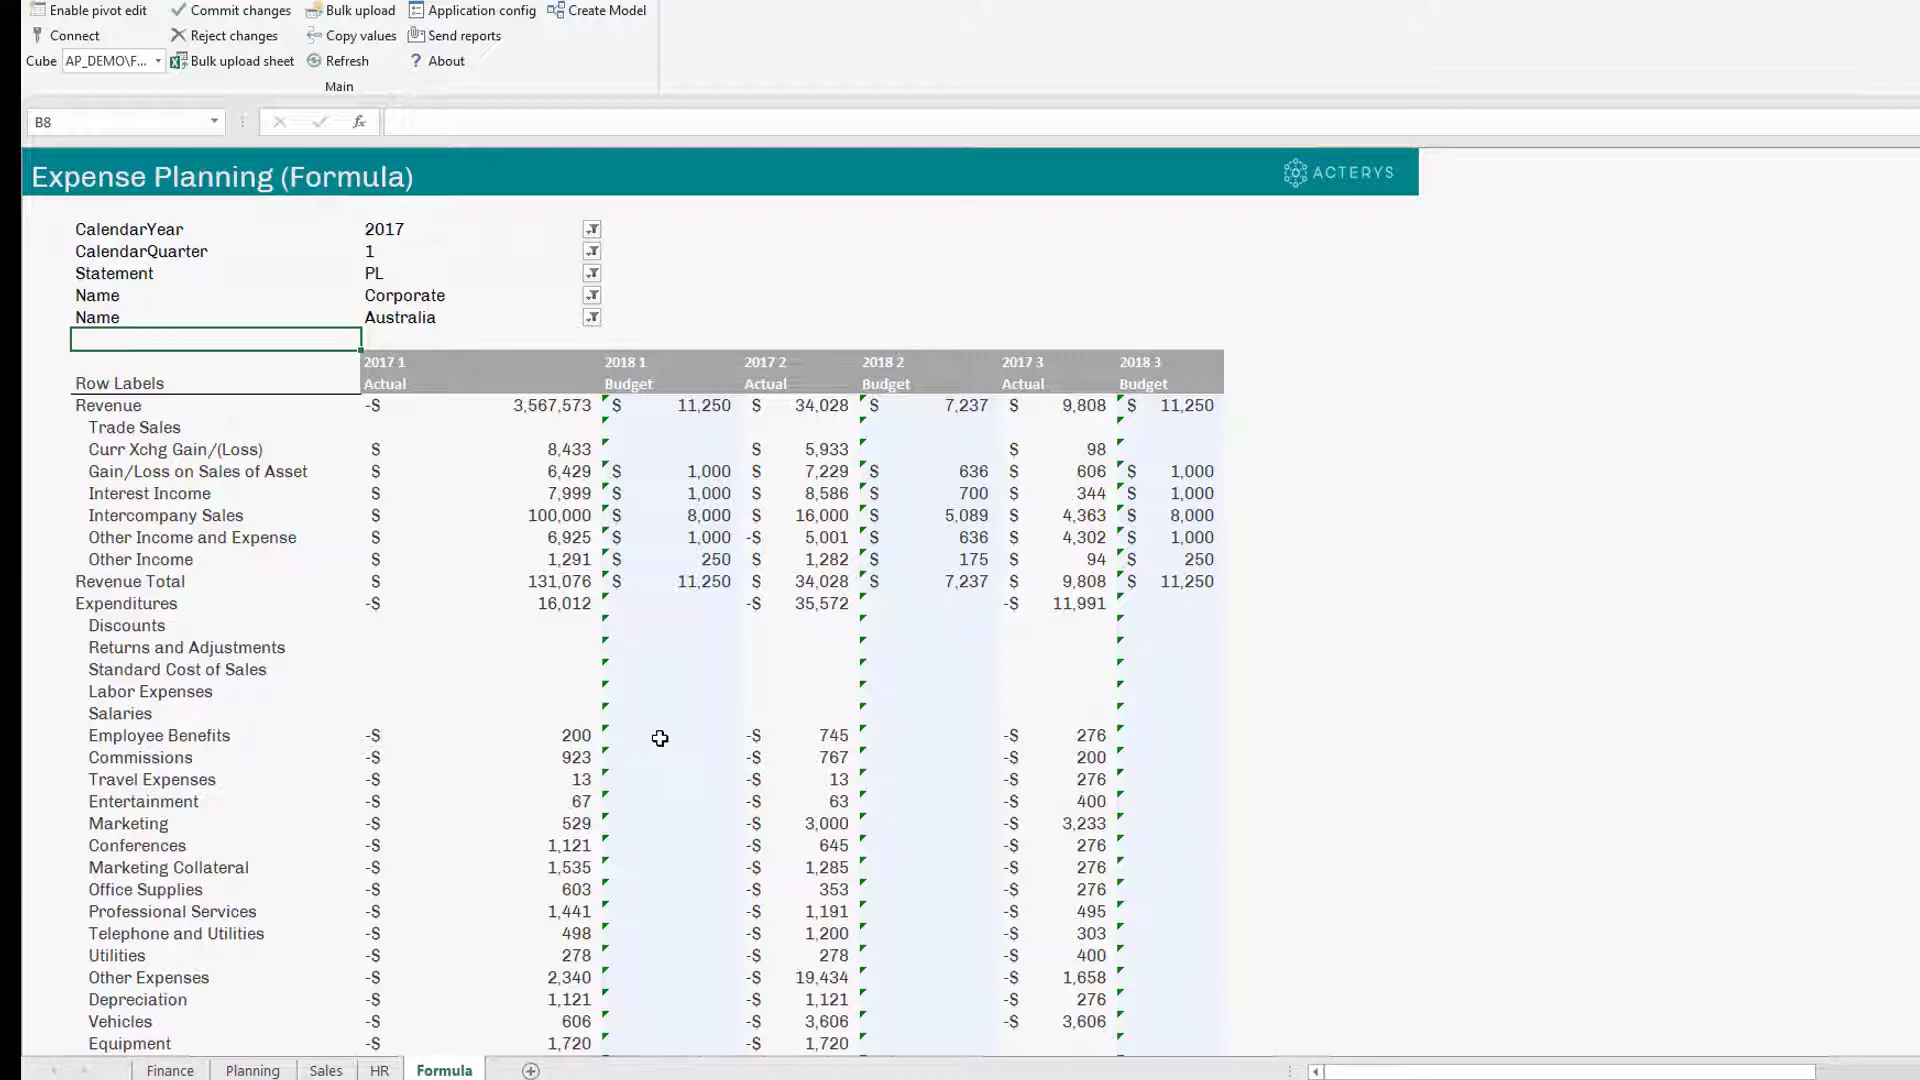 Enable pivot edit Commit changes Bulk upload Application config Create Model
Connect Reject changes Copy values Send reports
Cube AP_DEMO\F... Bulk upload sheet Refresh ? About
Main
B8 fx
Expense Planning (Formula) ACTERYS
CalendarYear 2017
CalendarQuarter 1
Statement PL
Name Corporate
Name Australia
2017 1 2018 1 2017 2 2018 2 2017 3 2018 3
Row Labels Actual Budget Actual Budget Actual Budget
Revenue -$ 3,567,573 $ 11,250 $ 34,028 $ 7,237 $ 9,808 $ 11,250
Trade Sales
Curr Xchg Gain/(Loss) $ 8,433 $ 5,933 $ 98
Gain/Loss on Sales of Asset $ 6,429 $ 1,000 $ 7,229 $ 636 $ 606 $ 1,000
Interest Income $ 7,999 $ 1,000 $ 8,586 $ 700 $ 344 $ 1,000
Intercompany Sales $ 100,000 $ 8,000 $ 16,000 $ 5,089 $ 4,363 $ 8,000
Other Income and Expense $ 6,925 $ 1,000 -$ 5,001 $ 636 $ 4,302 $ 1,000
Other Income $ 1,291 $ 250 $ 1,282 $ 175 $ 94 $ 250
Revenue Total $ 131,076 $ 11,250 $ 34,028 $ 7,237 $ 9,808 $ 11,250
Expenditures -$ 16,012 -$ 35,572 -$ 11,991
Discounts
Returns and Adjustments
Standard Cost of Sales
Labor Expenses
Salaries
Employee Benefits -$ 200 -$ 745 -$ 276
Commissions -$ 923 -$ 767 -$ 200
Travel Expenses -$ 13 -$ 13 -$ 276
Entertainment -$ 67 -$ 63 -$ 400
Marketing -$ 529 -$ 3,000 -$ 3,233
Conferences -$ 1,121 -$ 645 -$ 276
Marketing Collateral -$ 1,535 -$ 1,285 -$ 276
Office Supplies -$ 603 -$ 353 -$ 276
Professional Services -$ 1,441 -$ 1,191 -$ 495
Telephone and Utilities -$ 498 -$ 1,200 -$ 303
Utilities -$ 278 -$ 278 -$ 400
Other Expenses -$ 2,340 -$ 19,434 -$ 1,658
Depreciation -$ 1,121 -$ 1,121 -$ 276
Vehicles -$ 606 -$ 3,606 -$ 3,606
Equipment -$ 1,720 -$ 1,720
Finance Planning Sales HR Formula